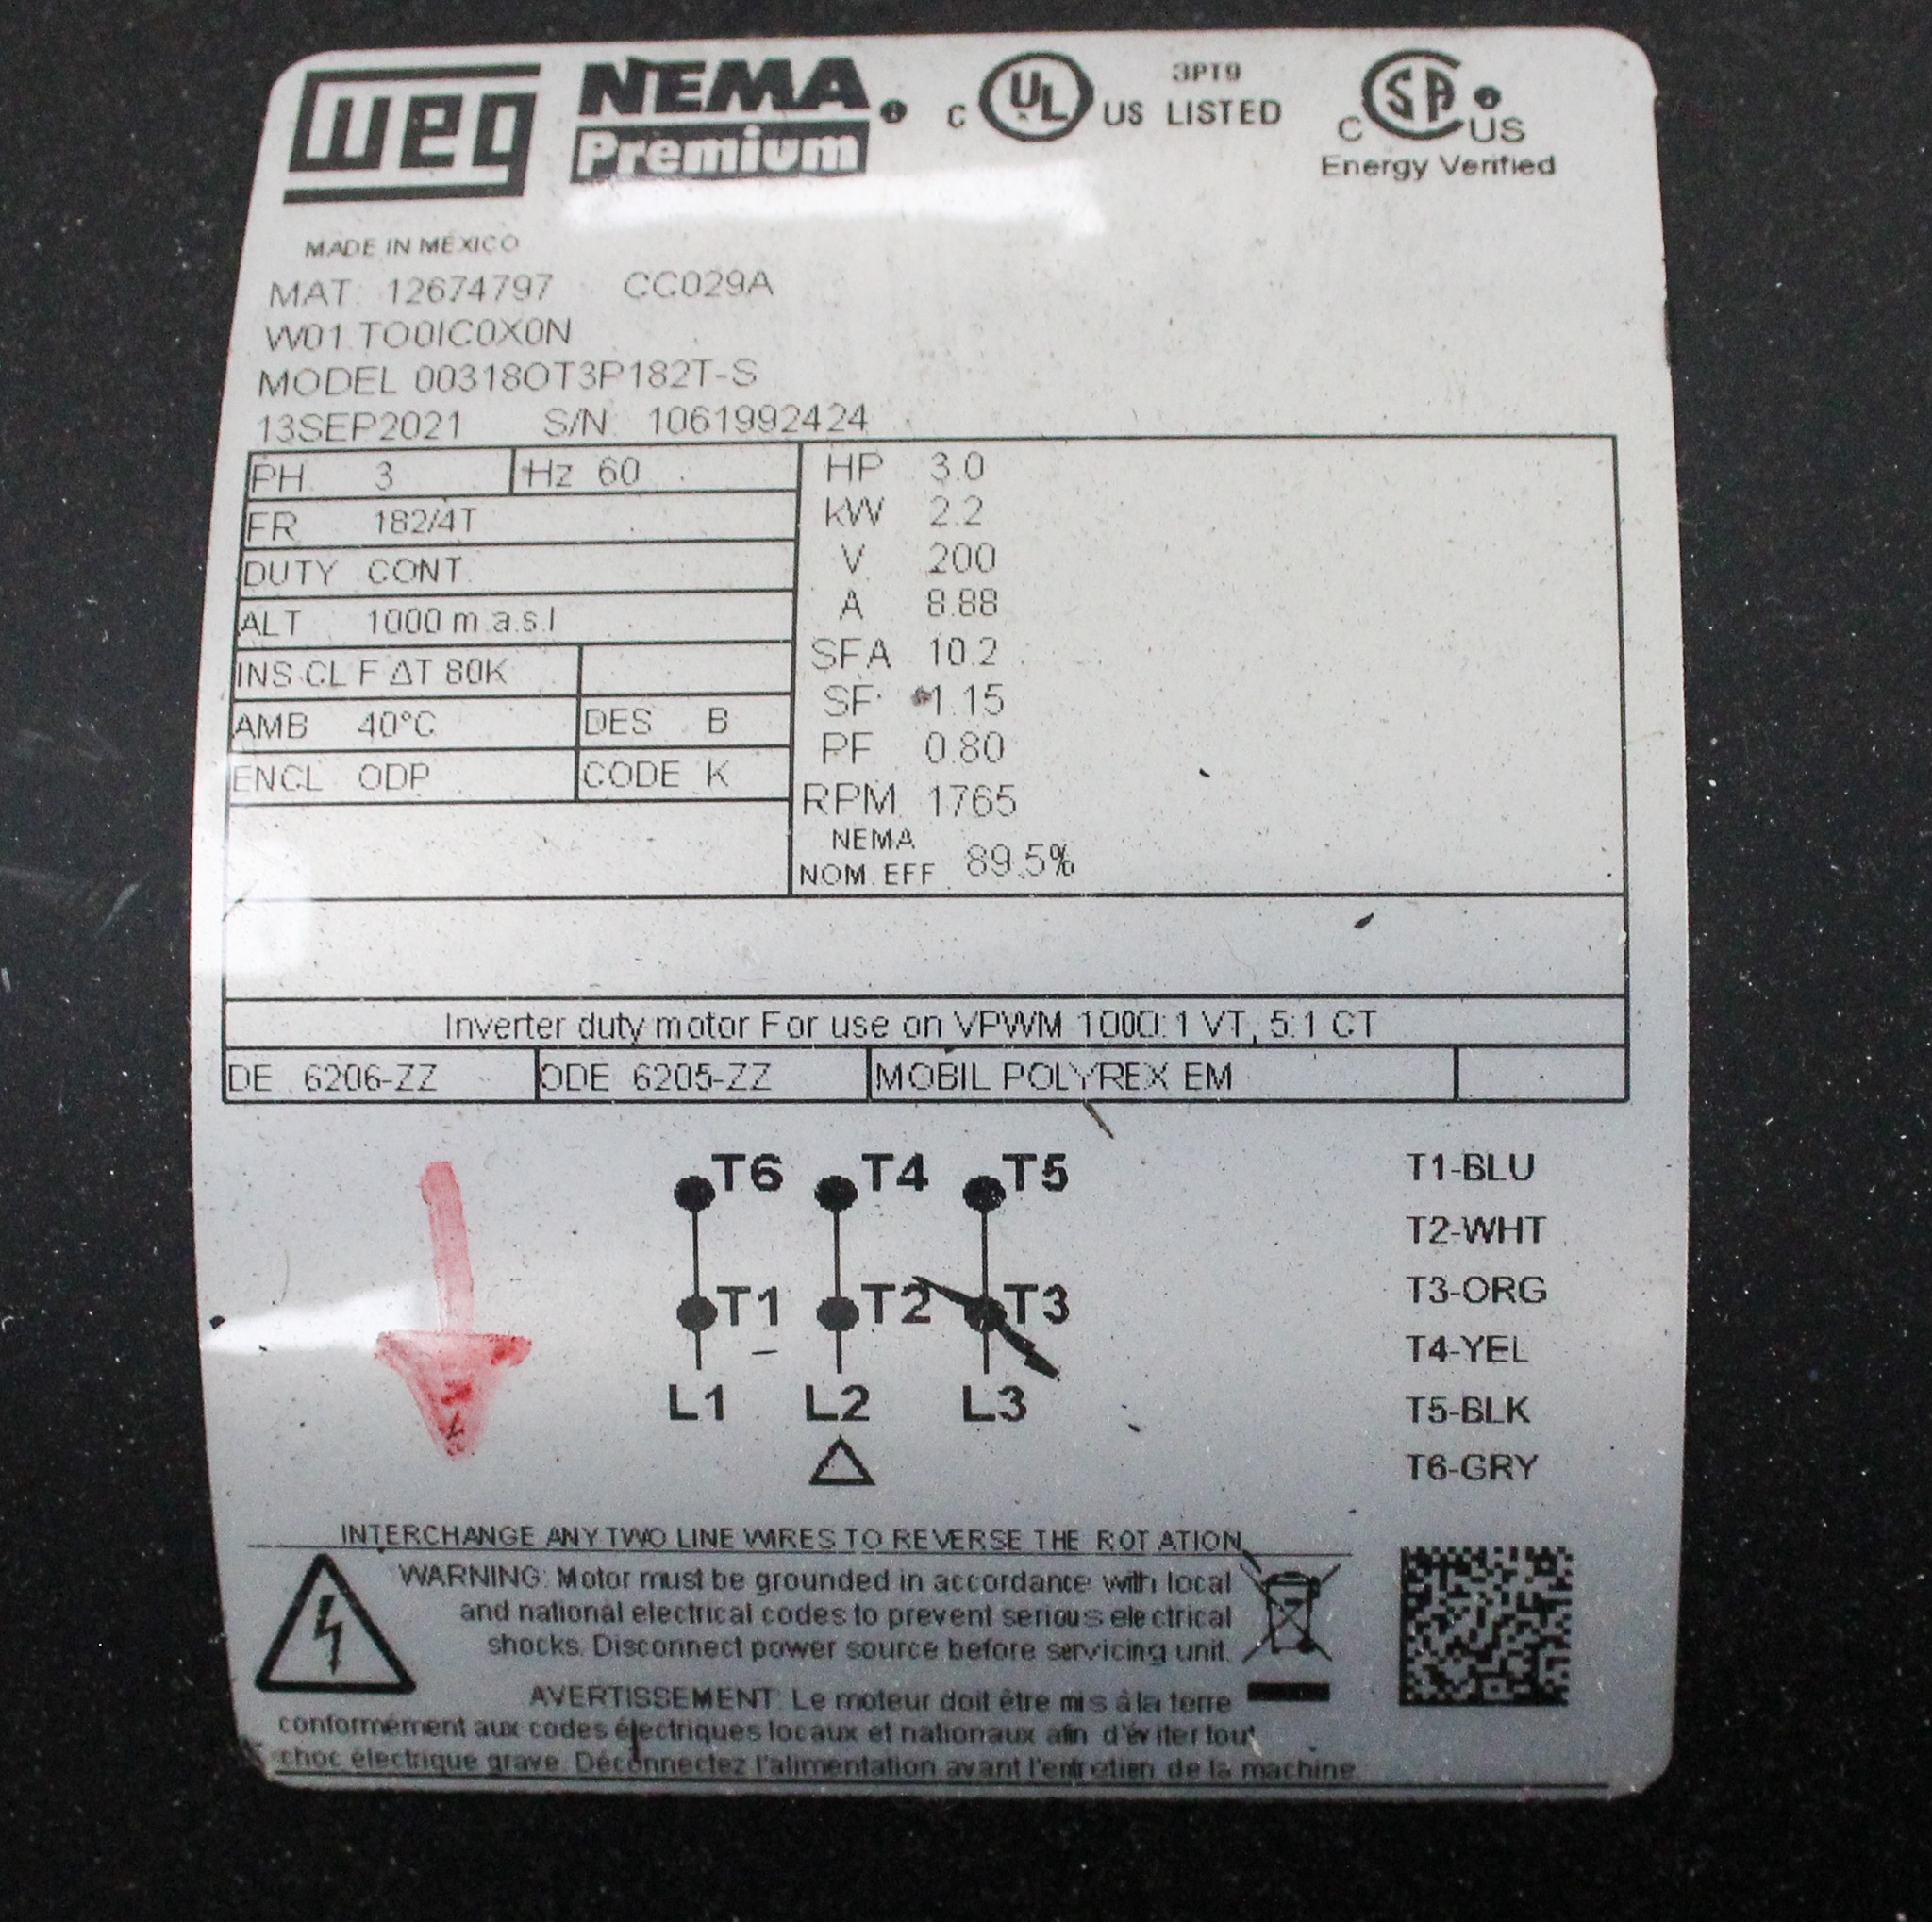 weg NEMA Premium C UL US 3PT9 LISTED C SA US Energy Verified
MADE IN MEXICO
MAT: 12674797 CC029A
W01.TO0IC0X0N
MODEL 00318OT3P182T-S
13SEP2021 S/N: 1061992424
PH 3 Hz 60
FR 182/4T
DUTY CONT.
ALT 1000 m.a.s.l
INS CL F ΔT 80K
AMB 40°C DES B
ENCL ODP CODE K
HP 3.0
kW 2.2
V 200
A 8.88
SFA 10.2
SF 1.15
PF 0.80
RPM 1765
NEMA
NOM. EFF 89.5%
Inverter duty motor For use on VPWM 1000:1 VT, 5:1 CT
DE 6206-ZZ ODE 6205-ZZ MOBIL POLYREX EM
T6 T4 T5
T1 T2 T3
L1 L2 L3
Δ
T1-BLU
T2-WHT
T3-ORG
T4-YEL
T5-BLK
T6-GRY
INTERCHANGE ANY TWO LINE WIRES TO REVERSE THE ROTATION
WARNING: Motor must be grounded in accordance with local
and national electrical codes to prevent serious electrical
shocks. Disconnect power source before servicing unit.
AVERTISSEMENT: Le moteur doit être mis à la terre
conformément aux codes électriques locaux et nationaux afin d'éviter tout
choc électrique grave. Déconnectez l'alimentation avant l'entretien de la machine.